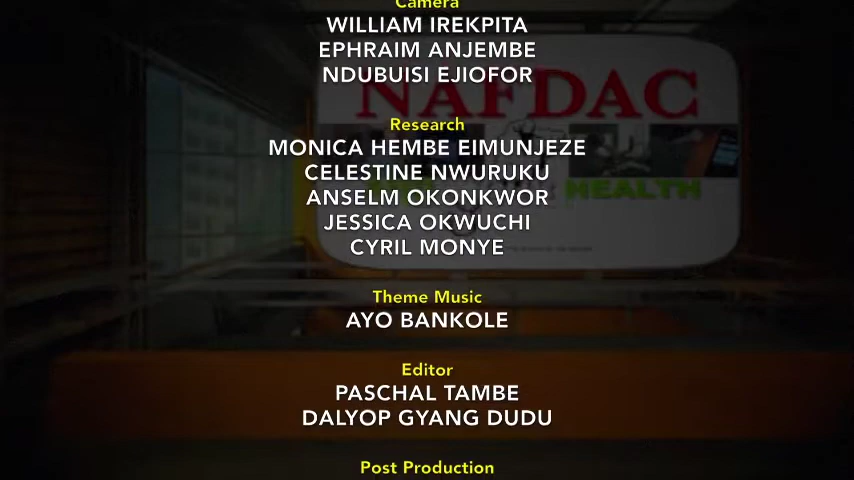 Camera
WILLIAM IREKPITA
EPHRAIM ANJEMBE
NDUBUISI EJIOFOR
NAFDAC
Research
MONICA HEMBE EIMUNJEZE
CELESTINE NWURUKU
ANSELM OKONKWOR
HEALTH
JESSICA OKWUCHI
CYRIL MONYE
Theme Music
AYO BANKOLE
Editor
PASCHAL TAMBE
DALYOP GYANG DUDU
Post Production